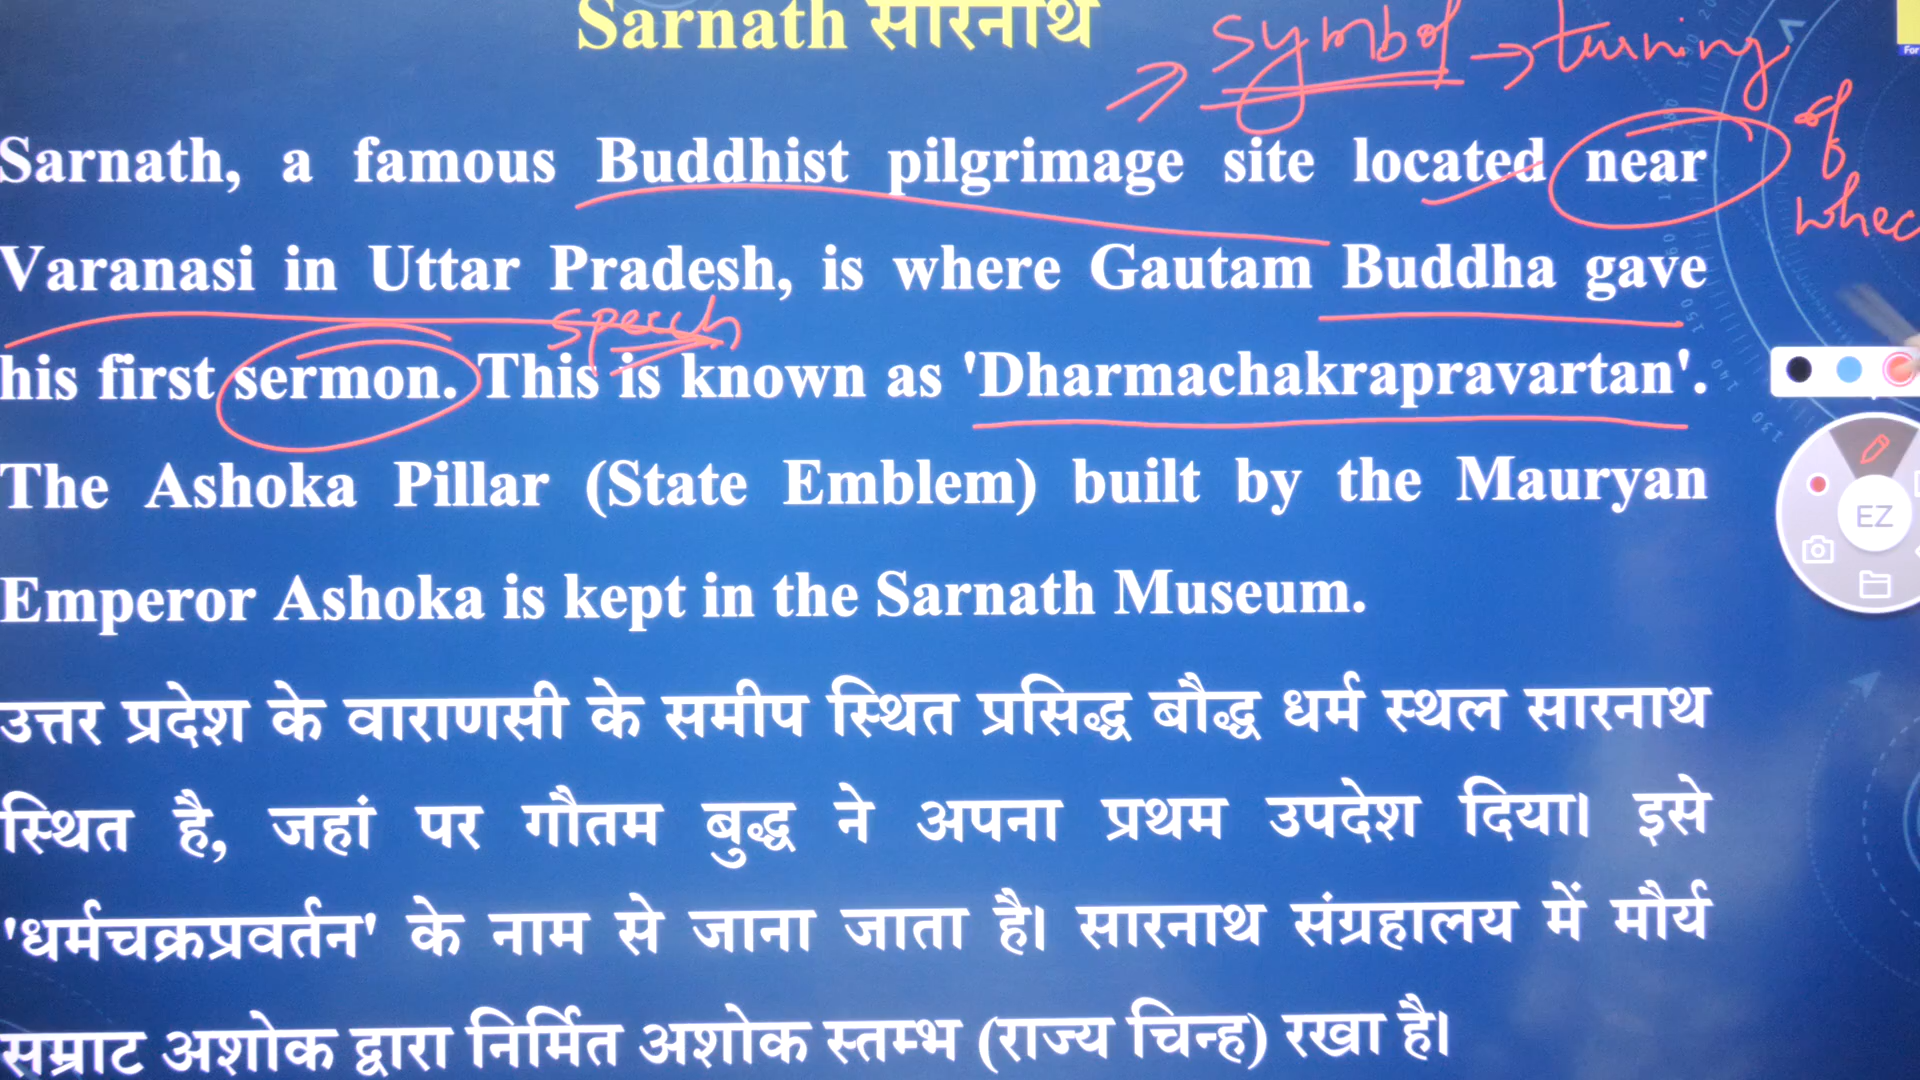 Sarnath सारनाथ
symbol → turning
of
Sarnath, a famous Buddhist pilgrimage site located near
Varanasi in Uttar Pradesh, is where Gautam Buddha gave
speech
his first sermon. This is known as 'Dharmachakrapravartan'.
The Ashoka Pillar (State Emblem) built by the Mauryan
EZ
Emperor Ashoka is kept in the Sarnath Museum.
उत्तर प्रदेश के वाराणसी के समीप स्थित प्रसिद्ध बौद्ध धर्म स्थल सारनाथ
स्थित है, जहां पर गौतम बुद्ध ने अपना प्रथम उपदेश दिया। इसे
'धर्मचक्रप्रवर्तन' के नाम से जाना जाता है। सारनाथ संग्रहालय में मौर्य
सम्राट अशोक द्वारा निर्मित अशोक स्तम्भ (राज्य चिन्ह) रखा है।